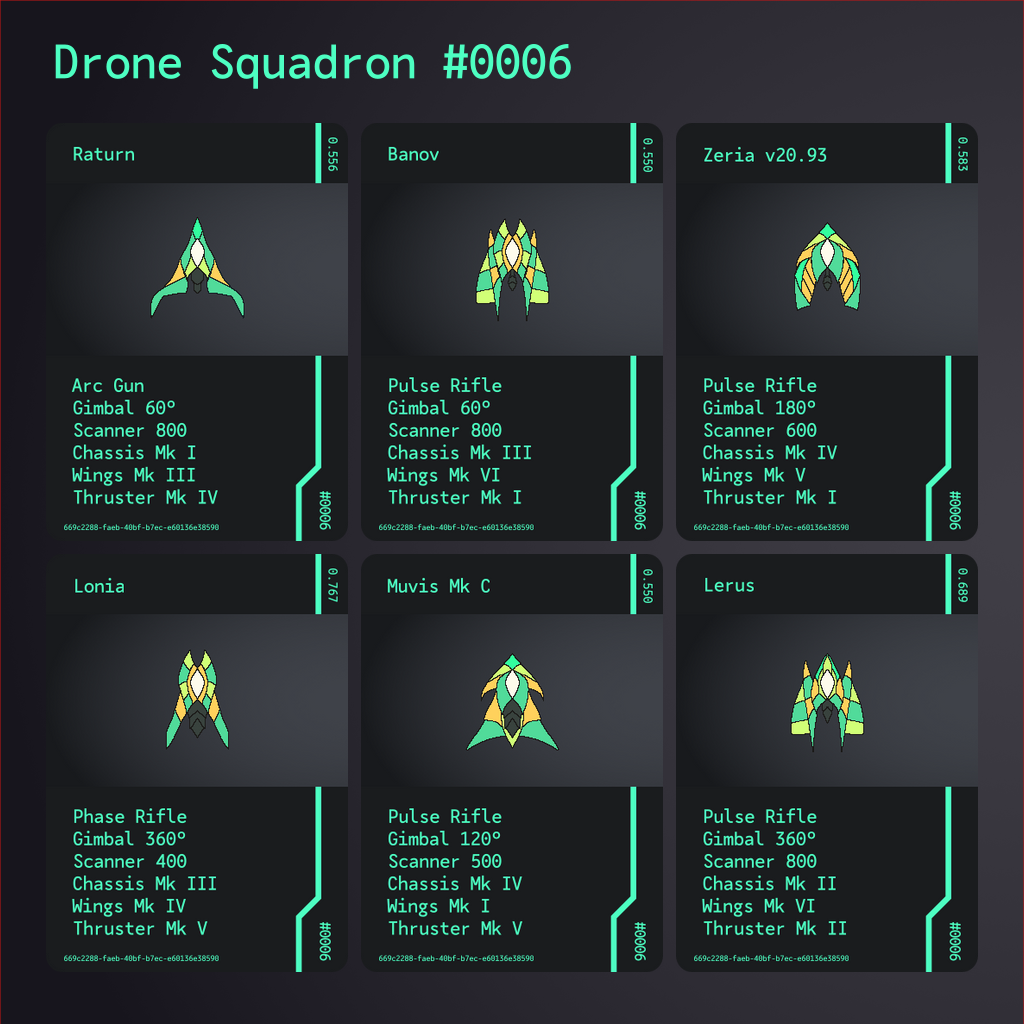 Drone Squadron #0006
Raturn
0.556
Arc Gun
Gimbal 60º
Scanner 800
Chassis Mk I
Wings Mk III
Thruster Mk IV
#0006
669c2288-faeb-40bf-b7ec-e60136e38590
Banov
0.550
Pulse Rifle
Gimbal 60º
Scanner 800
Chassis Mk III
Wings Mk VI
Thruster Mk I
#0006
669c2288-faeb-40bf-b7ec-e60136e38590
Zeria v20.93
0.583
Pulse Rifle
Gimbal 180º
Scanner 600
Chassis Mk IV
Wings Mk V
Thruster Mk I
#0006
669c2288-faeb-40bf-b7ec-e60136e38590
Lonia
0.767
Phase Rifle
Gimbal 360º
Scanner 400
Chassis Mk III
Wings Mk IV
Thruster Mk V
#0006
669c2288-faeb-40bf-b7ec-e60136e38590
Muvis Mk C
0.550
Pulse Rifle
Gimbal 120º
Scanner 500
Chassis Mk IV
Wings Mk I
Thruster Mk V
#0006
669c2288-faeb-40bf-b7ec-e60136e38590
Lerus
0.689
Pulse Rifle
Gimbal 360º
Scanner 800
Chassis Mk II
Wings Mk VI
Thruster Mk II
#0006
669c2288-faeb-40bf-b7ec-e60136e38590